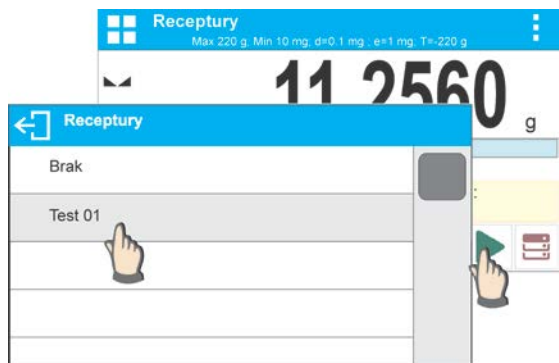 Receptury
Max 220 g; Min 10 mg; d=0.1 mg ; e=1 mg; T=-220 g
11.2560
g
Receptury
Brak
Test 01
: